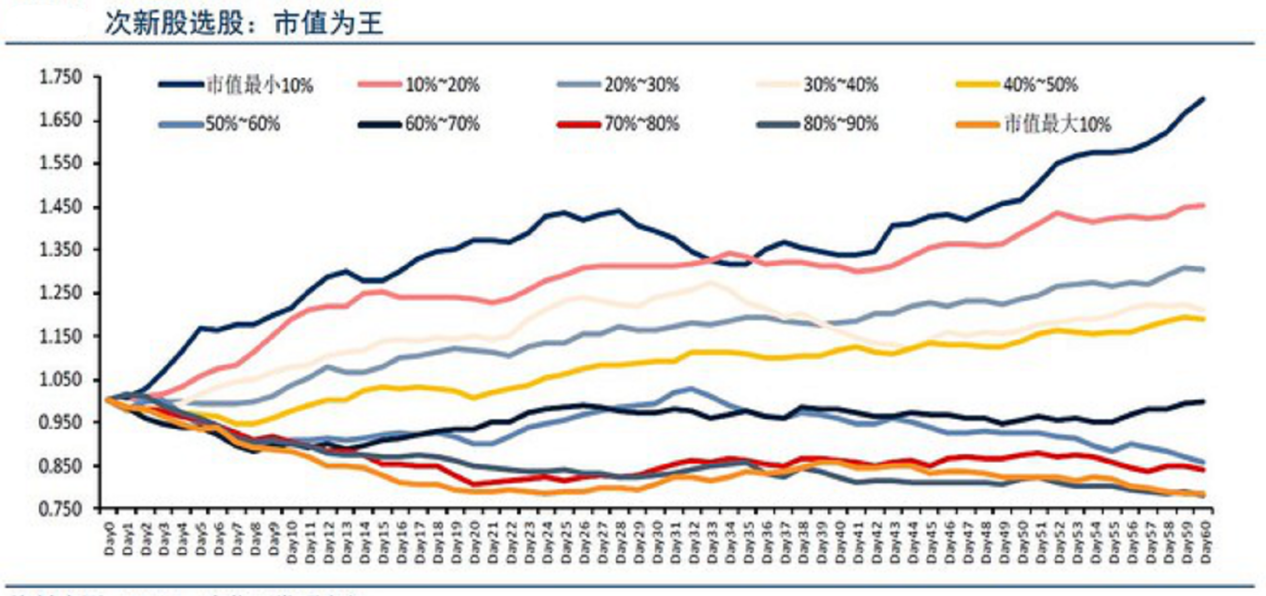 次新股选股：市值为王
1.750
1.650
1.550
1.450
1.350
1.250
1.150
1.050
0.950
0.850
0.750
市值最小10% 10%~20% 20%~30% 30%~40% 40%~50%
50%~60% 60%~70% 70%~80% 80%~90% 市值最大10%
Day0 Day1 Day2 Day3 Day4 Day5 Day6 Day7 Day8 Day9 Day10 Day11 Day12 Day13 Day14 Day15 Day16 Day17 Day18 Day19 Day20 Day21 Day22 Day23 Day24 Day25 Day26 Day27 Day28 Day29 Day30 Day31 Day32 Day33 Day34 Day35 Day36 Day37 Day38 Day39 Day40 Day41 Day42 Day43 Day44 Day45 Day46 Day47 Day48 Day49 Day50 Day51 Day52 Day53 Day54 Day55 Day56 Day57 Day58 Day59 Day60